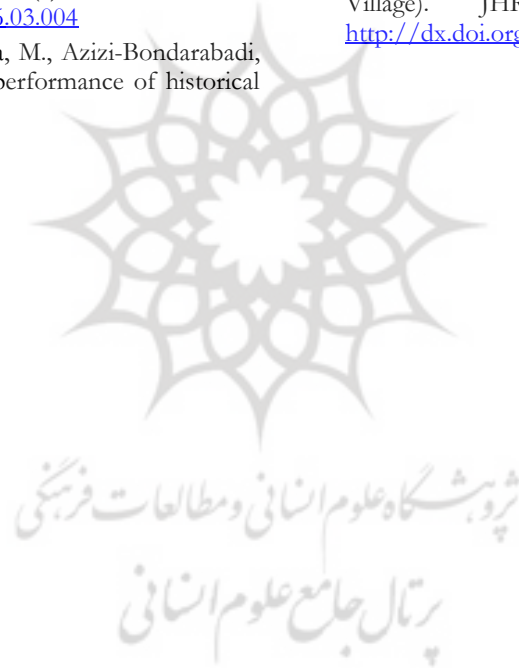 6.03.004
, M., Azizi-Bondarabadi,
performance of historical
Village). JHR
http://dx.doi.org
پژوهشگاه علوم انسانی و مطالعات فرهنگی
پرتال جامع علوم انسانی